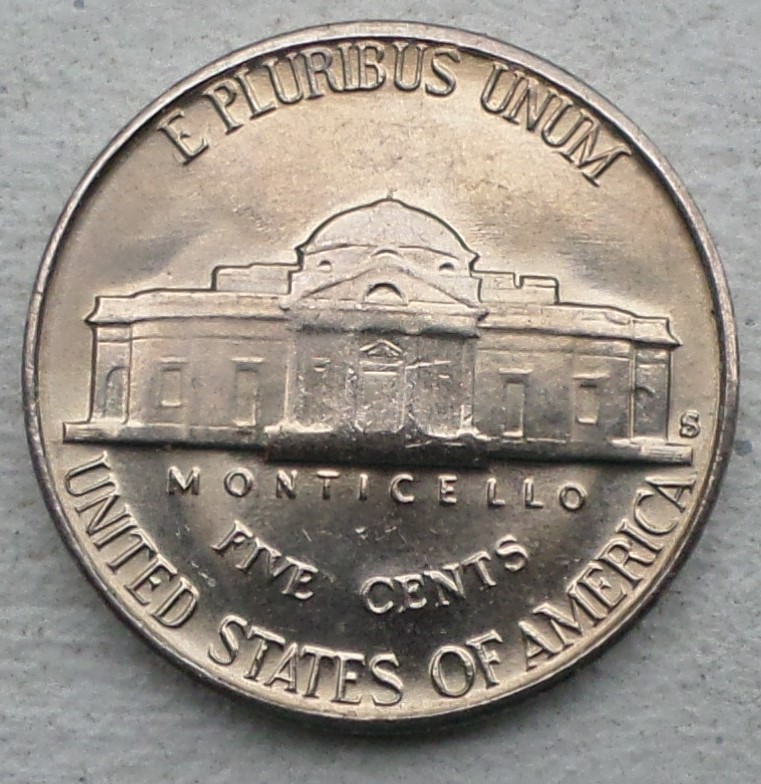 E PLURIBUS UNUM
S
MONTICELLO
FIVE CENTS
UNITED STATES OF AMERICA